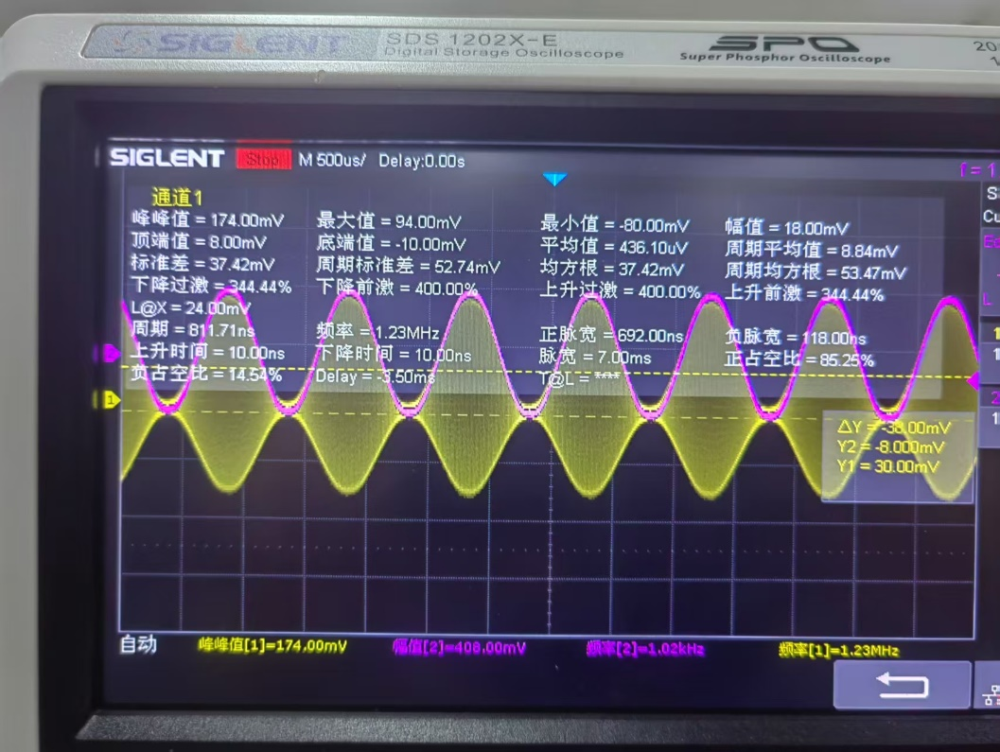 SIGLENT SDS 1202X-E
Digital Storage Oscilloscope
SPO
Super Phosphor Oscilloscope
SIGLENT Stop M 500us/ Delay:0.00s
通道1
峰峰值 = 174.00mV 最大值 = 94.00mV 最小值 = -80.00mV 幅值 = 18.00mV
顶端值 = 8.00mV 底端值 = -10.00mV 平均值 = 436.10uV 周期平均值 = 8.84mV
标准差 = 37.42mV 周期标准差 = 52.74mV 均方根 = 37.42mV 周期均方根 = 53.47mV
下降过激 = 344.44% 下降前激 = 400.00% 上升过激 = 400.00% 上升前激 = 344.44%
L@X = 24.00mV
周期 = 811.71ns 频率 = 1.23MHz 正脉宽 = 692.00ns 负脉宽 = 118.00ns
上升时间 = 10.00ns 下降时间 = 10.00ns 脉宽 = 7.00ms 正占空比 = 85.25%
负占空比 = 14.54% Delay = -3.50ms T@L = ****
1
ΔY = -38.00mV
Y2 = -8.000mV
Y1 = 30.00mV
自动 峰峰值[1]=174.00mV 幅值[2]=408.00mV 频率[2]=1.02kHz 频率[1]=1.23MHz